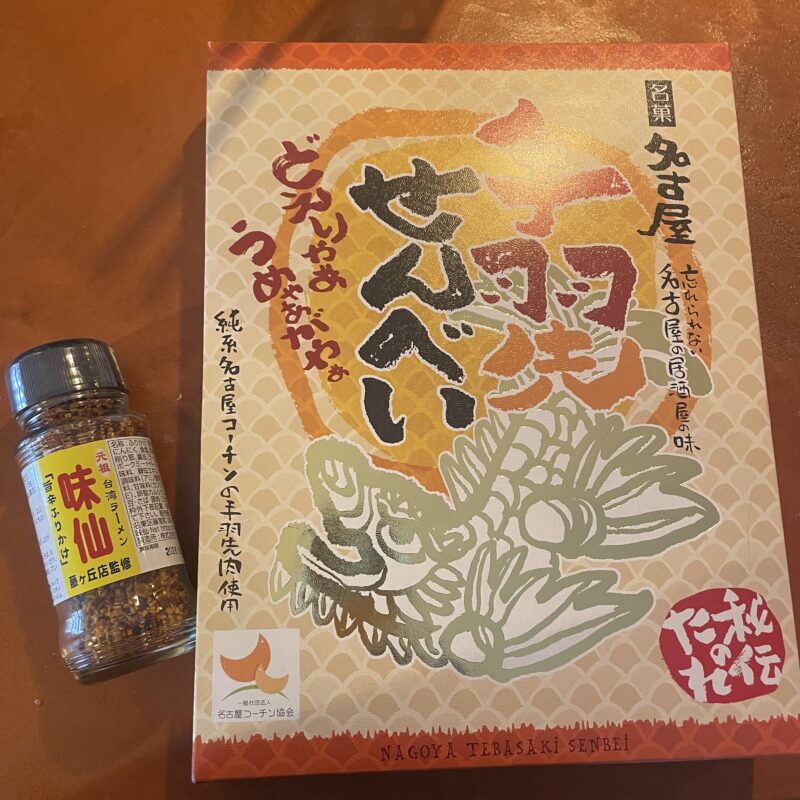 名菓
名古屋
手羽先
せんべい
忘れられない
名古屋の居酒屋の味
どえりゃあ
うめゃあがやぁ
純系名古屋コーチンの手羽先肉使用
秘伝
のたれ
一般社団法人
名古屋コーチン協会
NAGOYA TEBASAKI SENBEI
元祖
台湾ラーメン
味仙
藤ヶ丘店監修
「旨辛ふりかけ」